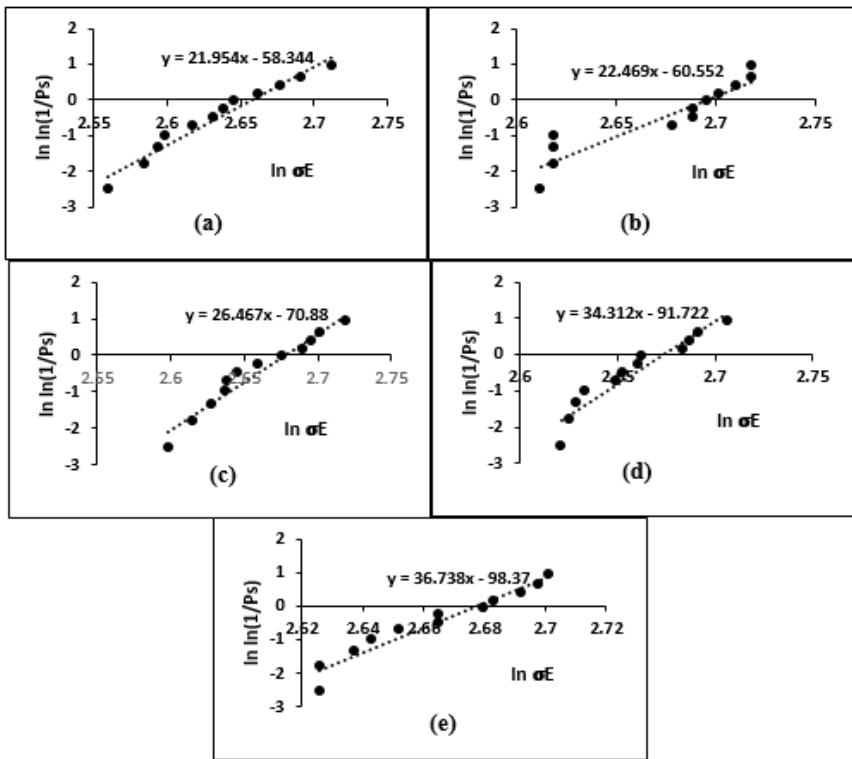 y = 21.954x - 58.344
1
0
-1
-2
-3
2.55
2.6
2.65
2.7
2.75
ln ln(1/Ps)
ln σE
(a)
y = 22.469x - 60.552
2
1
0
-1
-2
-3
2.6
2.65
2.7
2.75
ln ln(1/Ps)
ln σE
(b)
y = 26.467x - 70.88
2
1
0
-1
-2
-3
2.55
2.6
2.65
2.7
2.75
ln ln(1/Ps)
ln σE
(c)
y = 34.312x - 91.722
2
1
0
-1
-2
-3
2.6
2.65
2.7
2.75
ln ln(1/Ps)
ln σE
(d)
y = 36.738x - 98.37
2
1
0
-1
-2
-3
2.62
2.64
2.66
2.68
2.7
2.72
ln ln(1/Ps)
ln σE
(e)